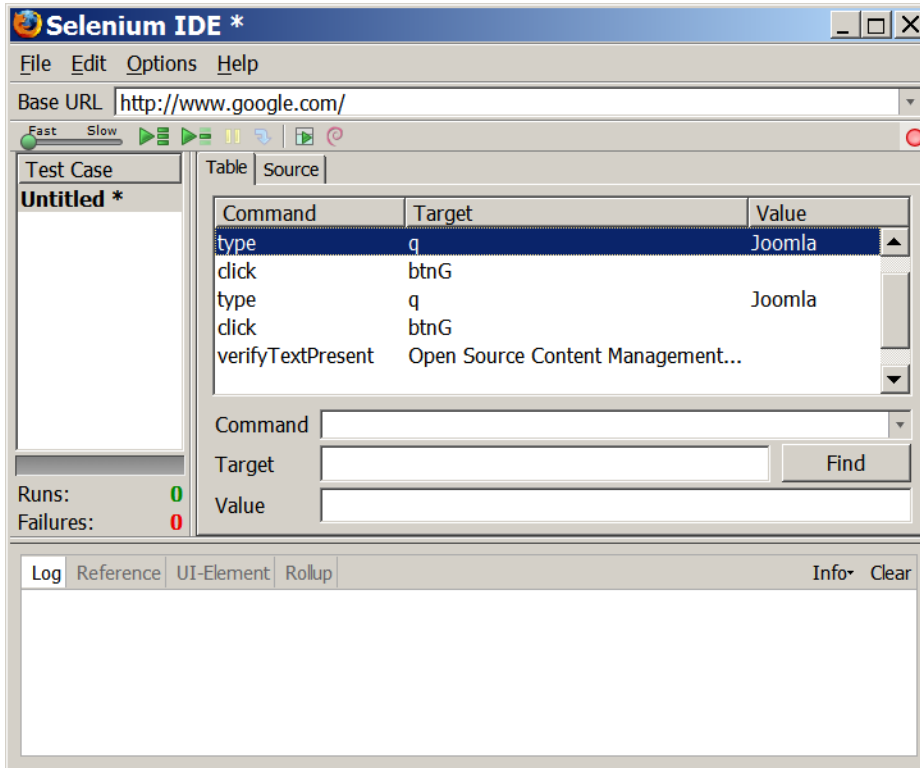 Selenium IDE *
File Edit Options Help
Base URL http://www.google.com/
Fast Slow
Test Case
Untitled *
Runs: 0
Failures: 0
Table Source
Command Target Value
type q Joomla
click btnG
type q Joomla
click btnG
verifyTextPresent Open Source Content Management...
Command
Target Find
Value
Log Reference UI-Element Rollup Info Clear